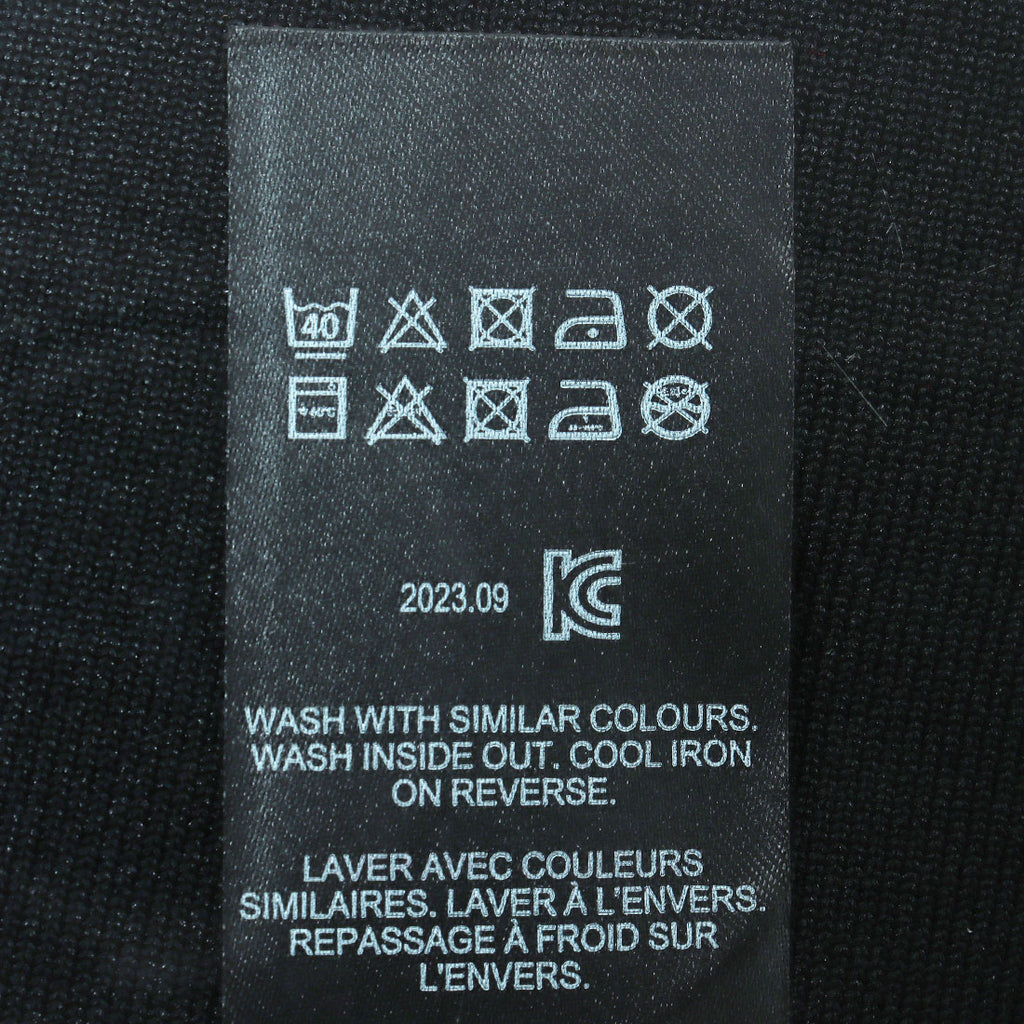 40
2023.09
WASH WITH SIMILAR COLOURS.
WASH INSIDE OUT. COOL IRON
ON REVERSE.
LAVER AVEC COULEURS
SIMILAIRES. LAVER À L'ENVERS.
REPASSAGE À FROID SUR
L'ENVERS.